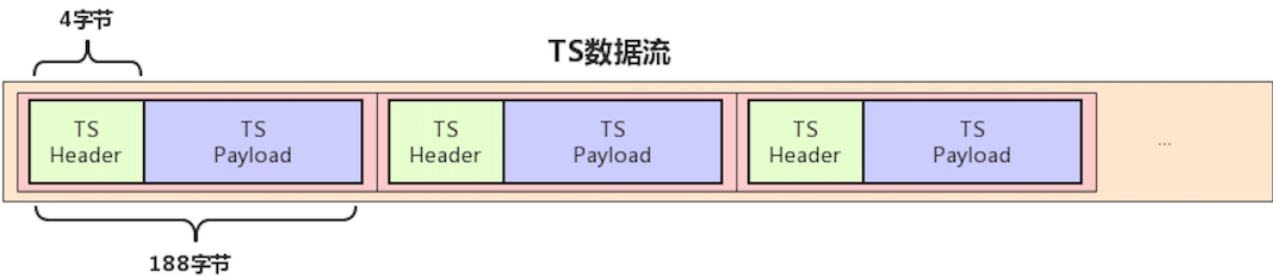 4字节
TS数据流
TS
Header
TS
Payload
TS
Header
TS
Payload
TS
Header
TS
Payload
...
188字节